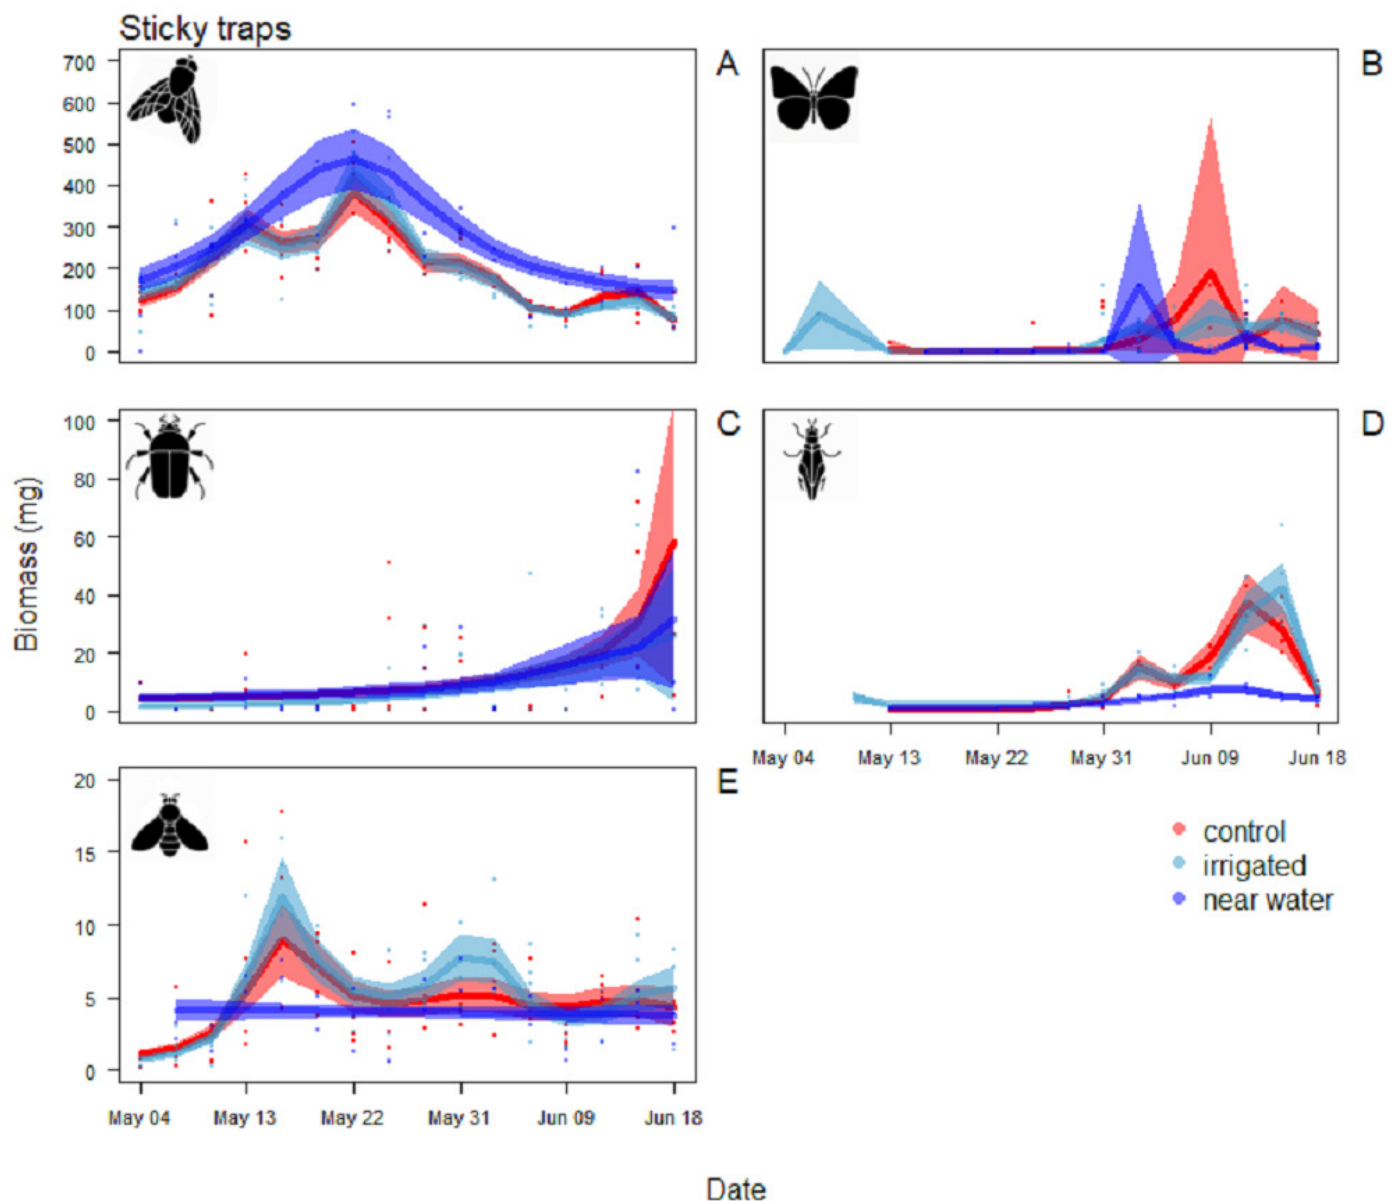 Sticky traps
A
B
700
600
500
400
300
200
100
0
C
D
100
80
60
40
20
0
Biomass (mg)
May 04 May 13 May 22 May 31 Jun 09 Jun 18
E
20
15
10
5
0
control
irrigated
near water
May 04 May 13 May 22 May 31 Jun 09 Jun 18
Date